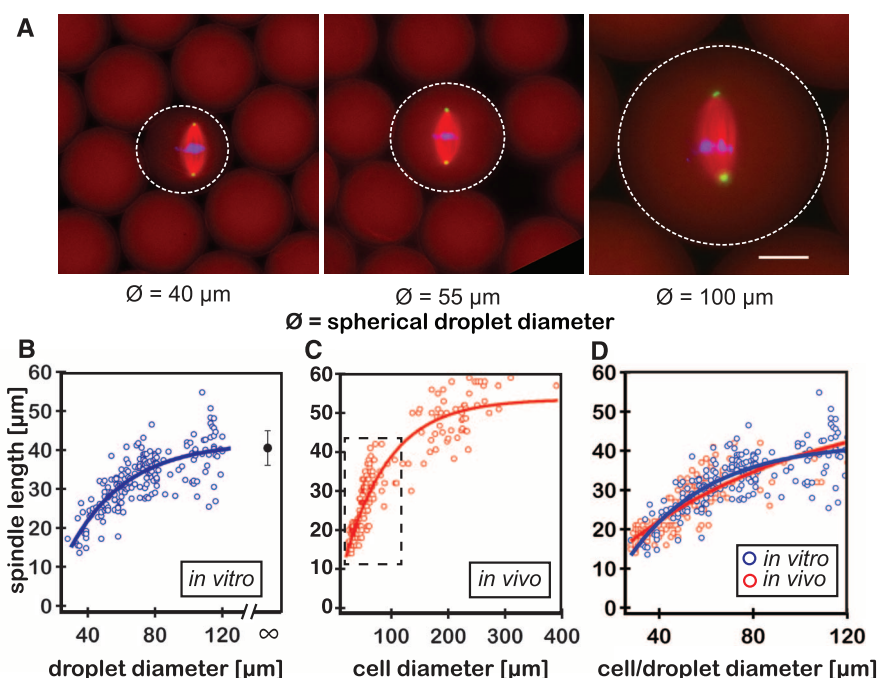 A
Ø = 40 µm
Ø = 55 µm
Ø = 100 µm
Ø = spherical droplet diameter
B
C
D
spindle length [µm]
60
50
40
30
20
10
0
40
80
120
∞
in vitro
droplet diameter [µm]
60
50
40
30
20
10
0
100
200
300
400
in vivo
cell diameter [µm]
60
50
40
30
20
10
0
40
80
120
in vitro
in vivo
cell/droplet diameter [µm]